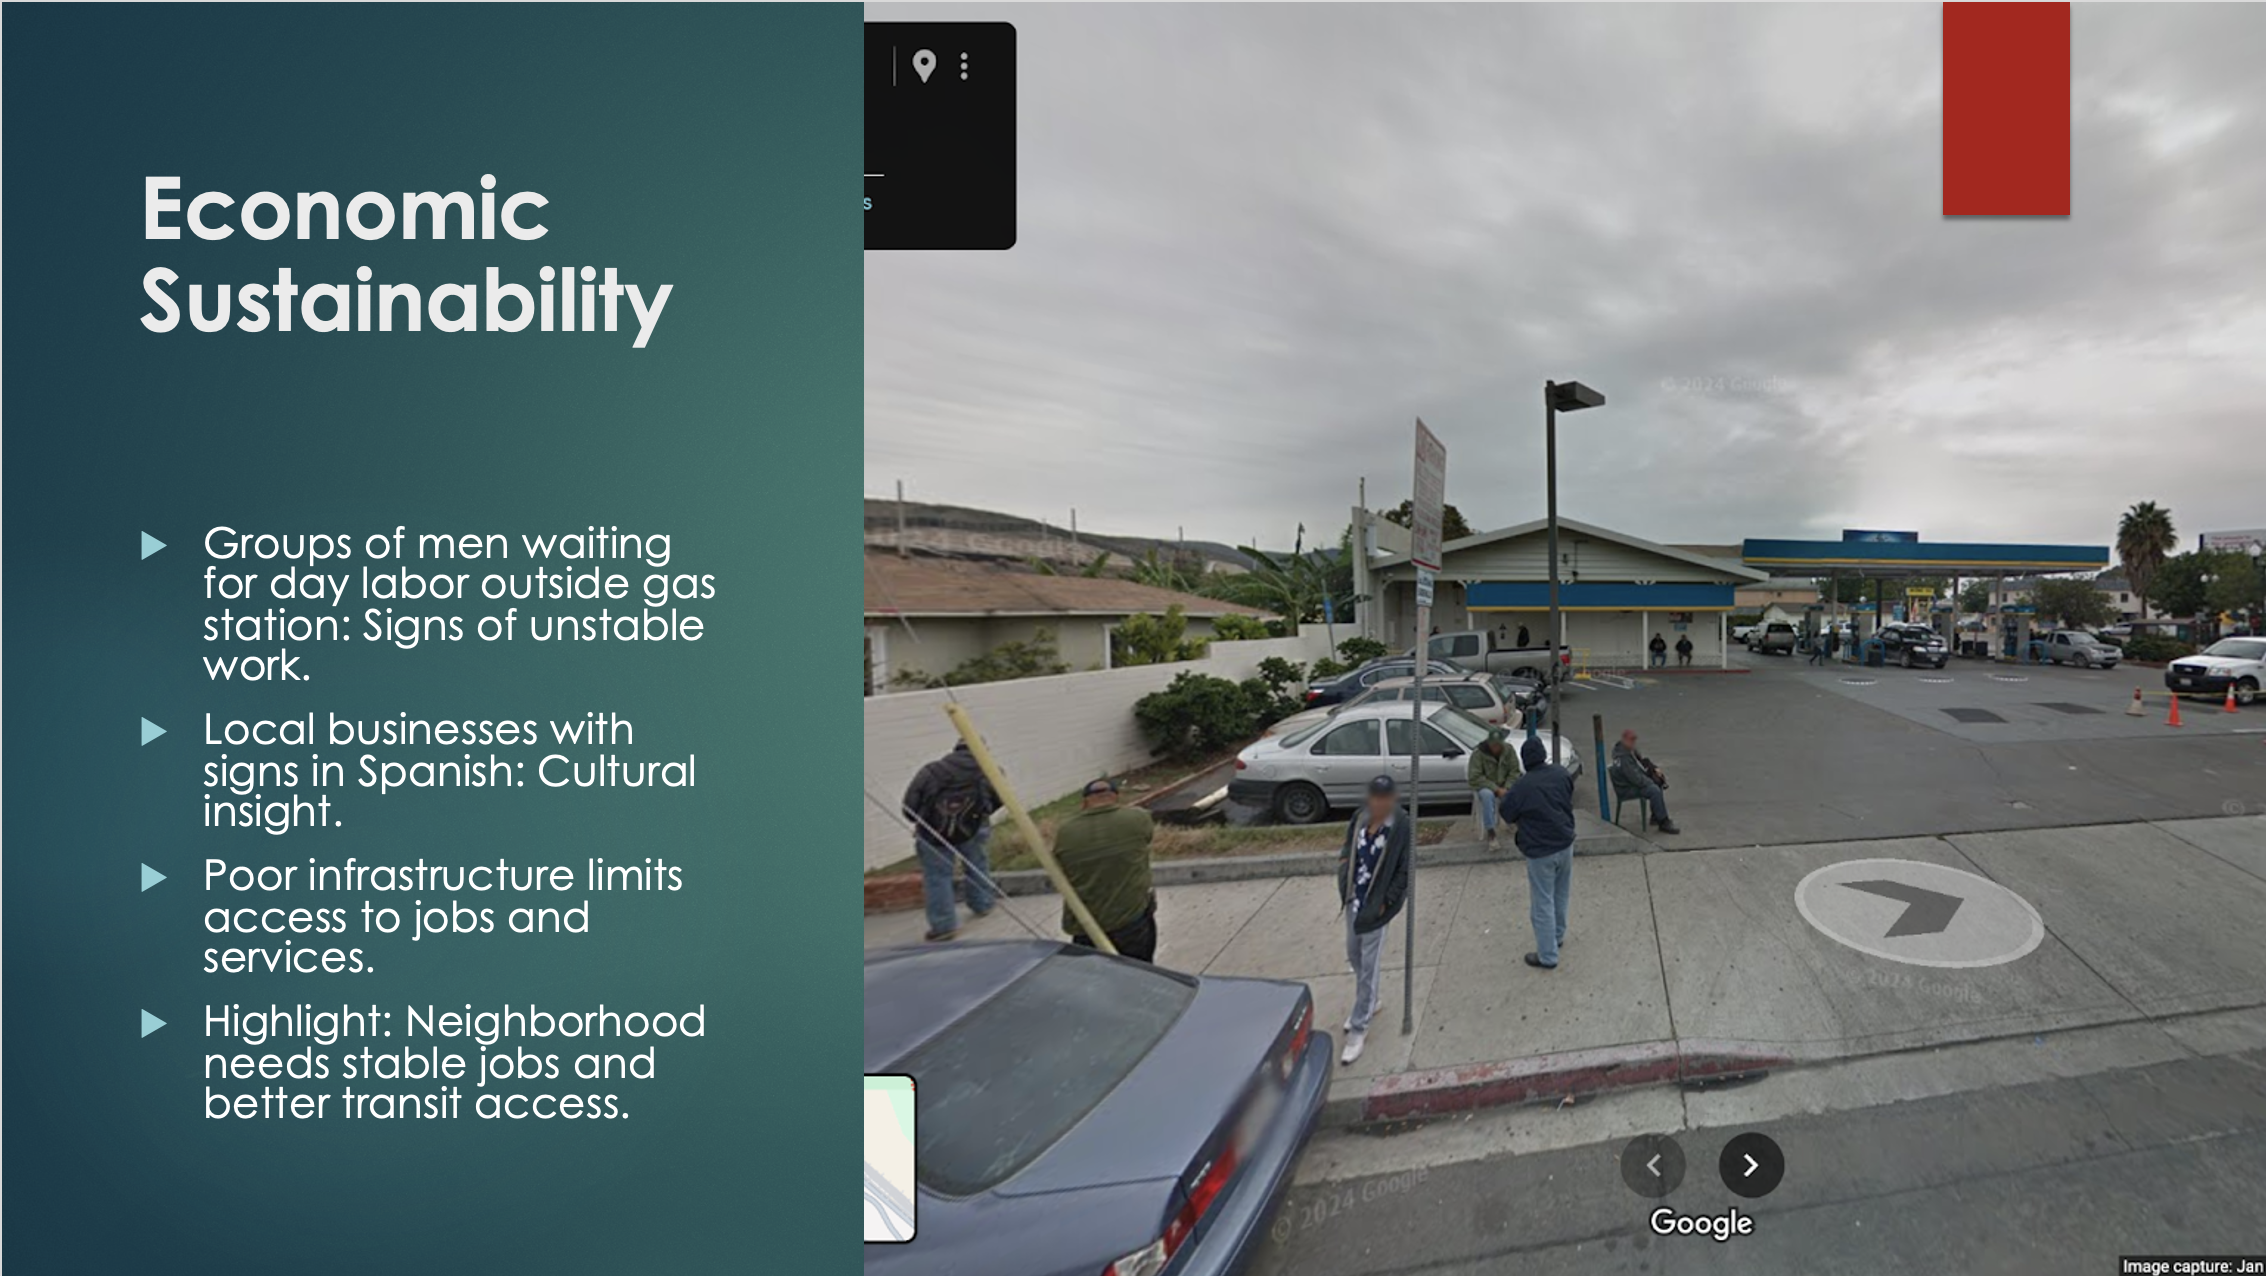 Economic
Sustainability
Groups of men waiting
for day labor outside gas
station: Signs of unstable
work.
Local businesses with
signs in Spanish: Cultural
insight.
Poor infrastructure limits
access to jobs and
services.
Highlight: Neighborhood
needs stable jobs and
better transit access.
s
© 2024 Google
© 2024 Google
© 2024 Google
Google
Image capture: Jan